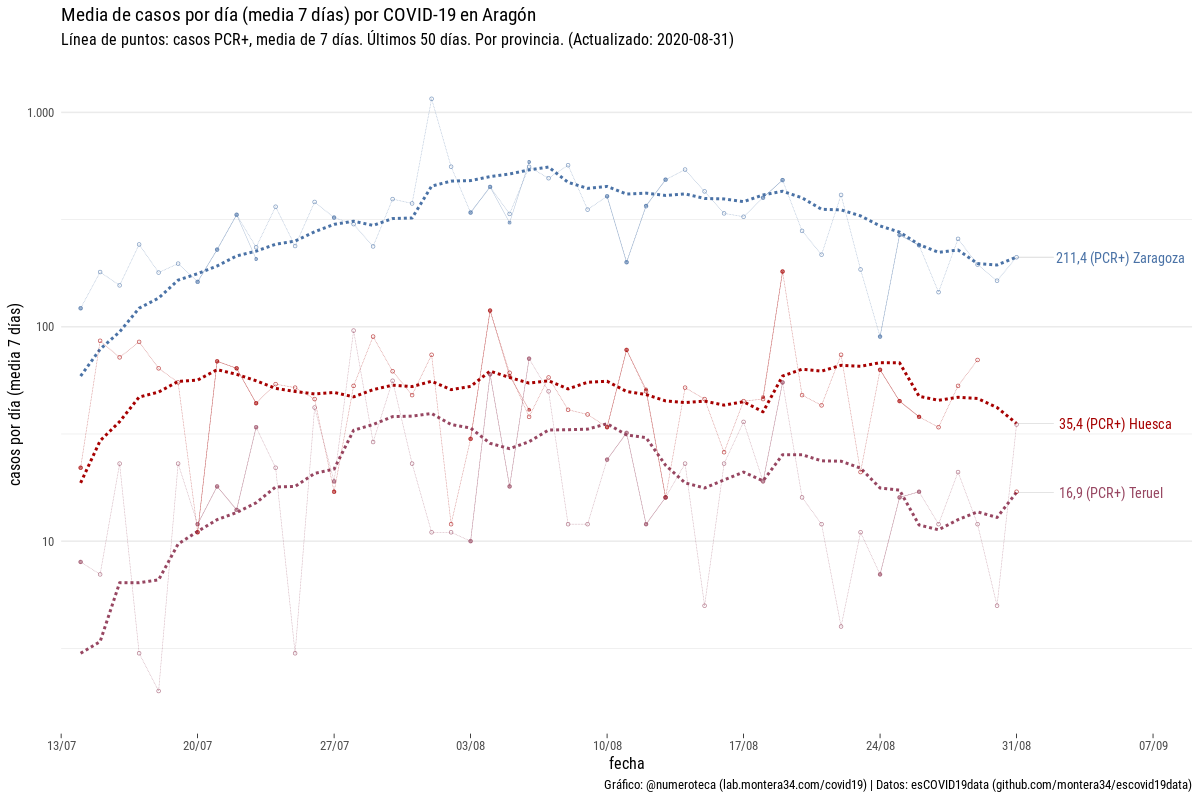 Media de casos por día (media 7 días) por COVID-19 en Aragón
Línea de puntos: casos PCR+, media de 7 días. Últimos 50 días. Por provincia. (Actualizado: 2020-08-31)
casos por día (media 7 días)
1.000
100
10
211,4 (PCR+) Zaragoza
35,4 (PCR+) Huesca
16,9 (PCR+) Teruel
13/07 20/07 27/07 03/08 10/08 17/08 24/08 31/08 07/09
fecha
Gráfico: @numeroteca (lab.montera34.com/covid19) | Datos: esCOVID19data (github.com/montera34/escovid19data)